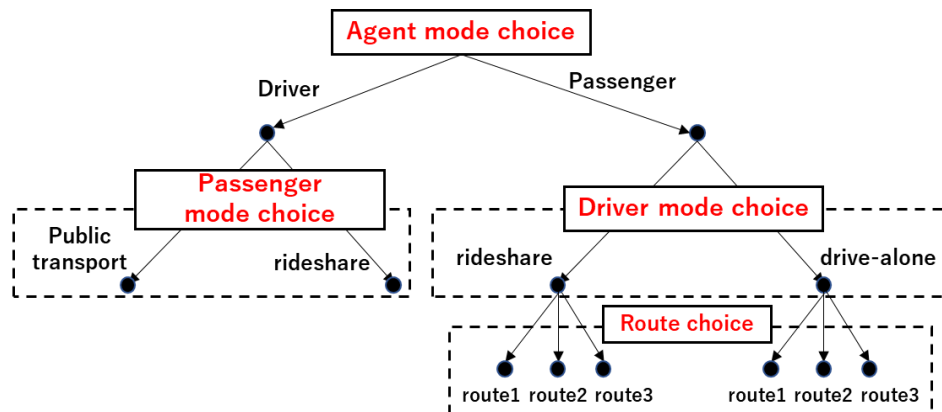 Agent mode choice
Driver
Passenger
Passenger
mode choice
Driver mode choice
Public
transport
rideshare
rideshare
drive-alone
Route choice
route1 route2 route3
route1 route2 route3